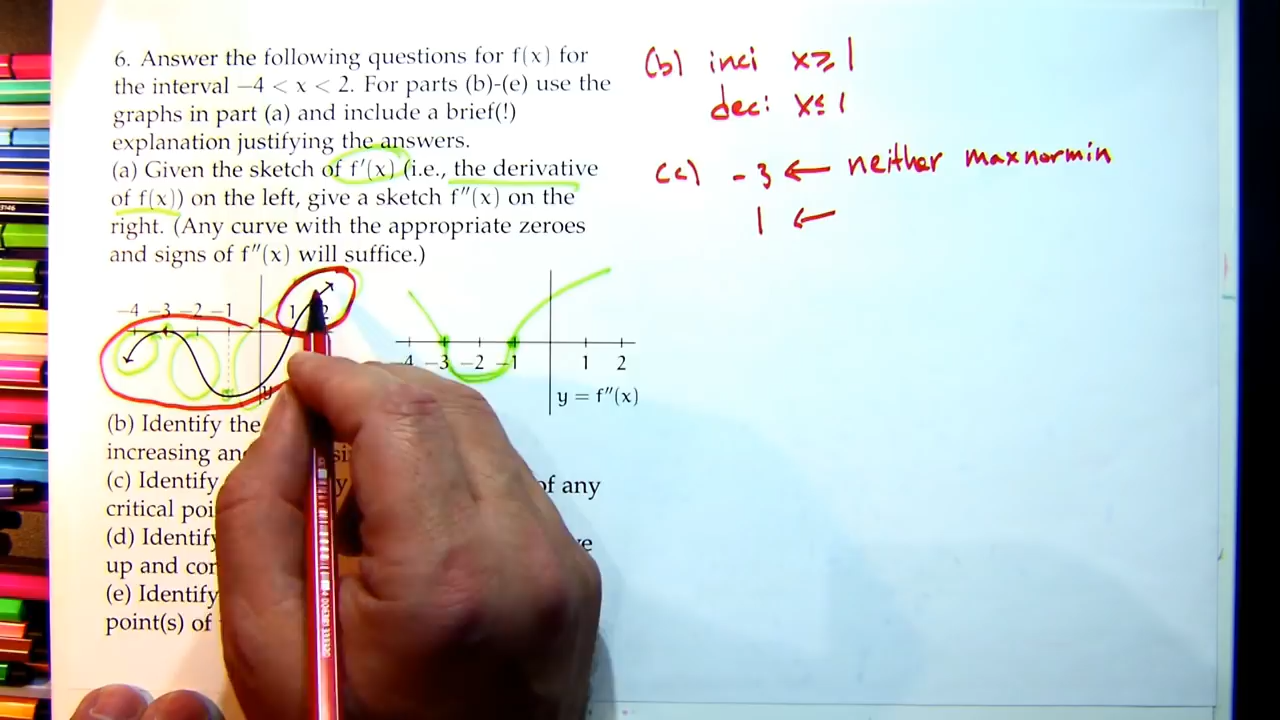 6. Answer the following questions for f(x) for
the interval −4 < x < 2. For parts (b)-(e) use the
graphs in part (a) and include a brief(!)
explanation justifying the answers.
(a) Given the sketch of f′(x) (i.e., the derivative
of f(x)) on the left, give a sketch f″(x) on the
right. (Any curve with the appropriate zeroes
and signs of f″(x) will suffice.)
−4 −3 −2 −1 1 2
y
−3 −2 −1 1 2
y = f″(x)
(b) Identify the
increasing an
(c) Identify of any
critical poi
(d) Identify
up and con
(e) Identify
point(s) of
(b) inc: x≥1
dec: x≤1
(c) -3 ← neither max nor min
1 ←